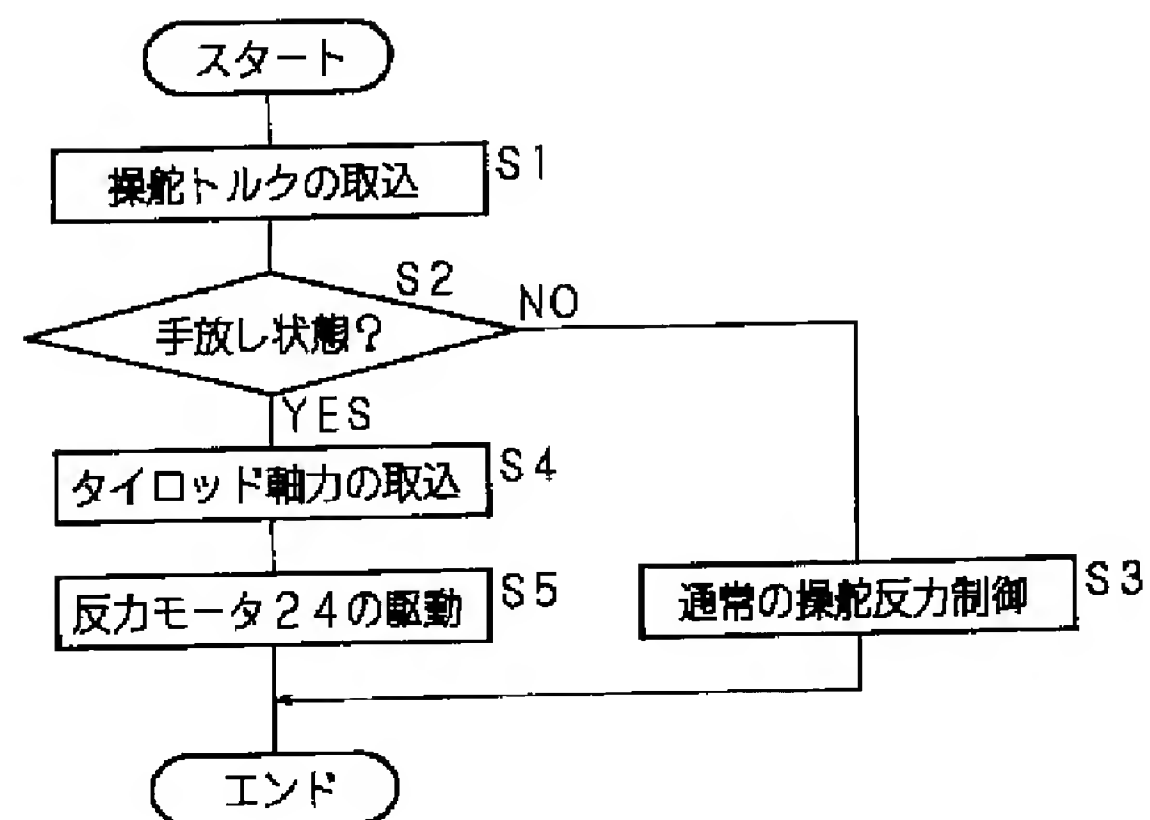 スタート
操舵トルクの取込
S1
S2
手放し状態?
NO
YES
タイロッド軸力の取込
S4
反力モータ24の駆動
S5
通常の操舵反力制御
S3
エンド